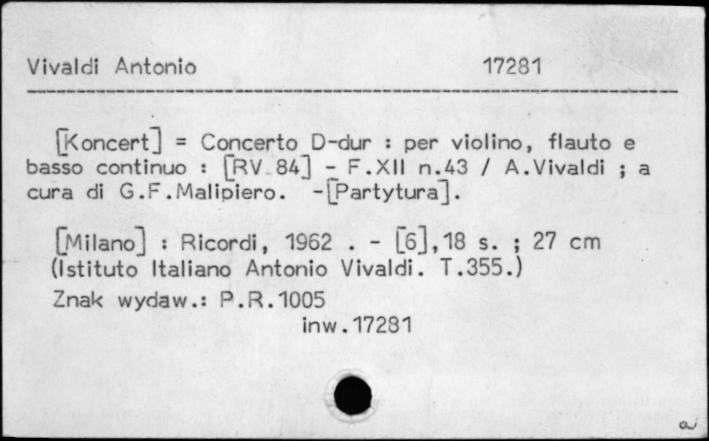 Vivaldi Antonio 17281
[Koncert] = Concerto D-dur : per violino, flauto e
basso continuo : [RV 84] - F.XII n.43 / A.Vivaldi ; a
cura di G.F.Malipiero. -[Partytura].
[Milano] : Ricordi, 1962 . - [6],18 s. ; 27 cm
(Istituto Italiano Antonio Vivaldi. T.355.)
Znak wydaw.: P.R.1005
inw.17281
a